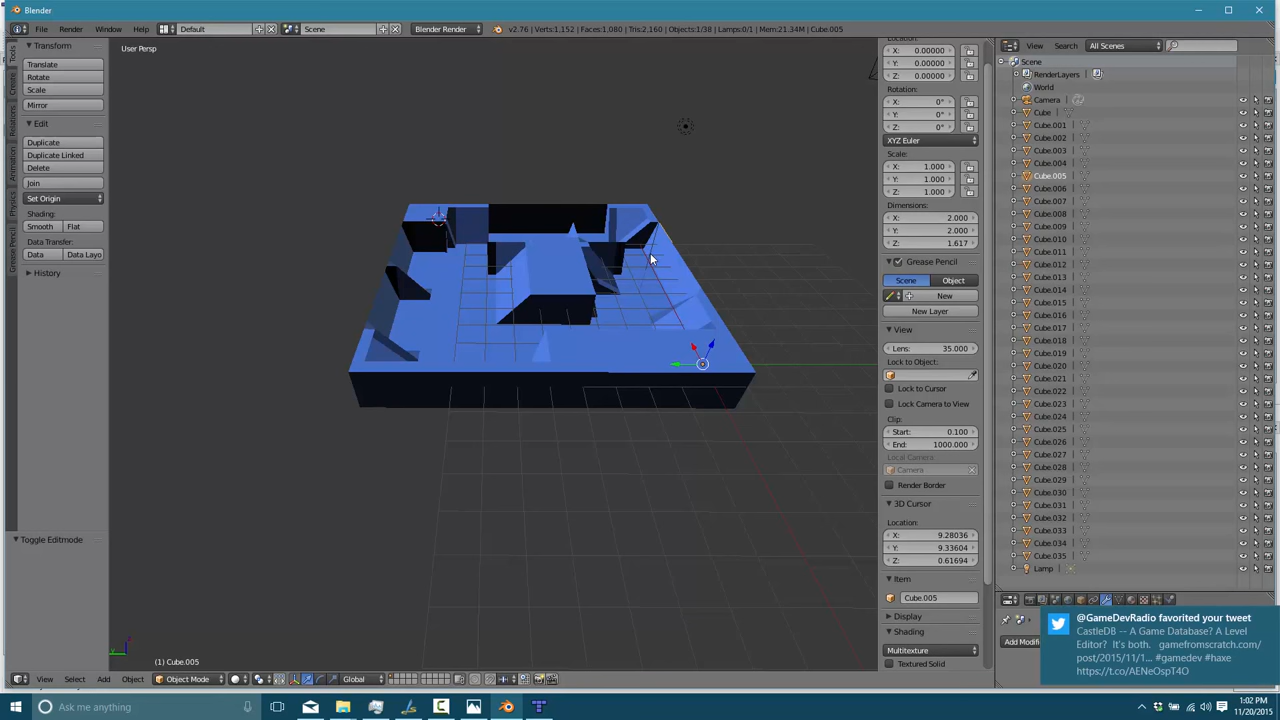 Blender
File Render Window Help Default Scene Blender Render v2.76 | Verts:1,152 | Faces:1,080 | Tris:2,160 | Objects:1/38 | Lamps:0/1 | Mem:21.34M | Cube.005
Tools
Create
Relations
Animation
Physics
Grease Pencil
Transform
Translate
Rotate
Scale
Mirror
Edit
Duplicate
Duplicate Linked
Delete
Join
Set Origin
Shading:
Smooth Flat
Data Transfer:
Data Data Layo
History
Toggle Editmode
User Persp
(1) Cube.005
View Select Add Object Object Mode Global
Location:
X: 0.00000
Y: 0.00000
Z: 0.00000
Rotation:
X: 0°
Y: 0°
Z: 0°
XYZ Euler
Scale:
X: 1.000
Y: 1.000
Z: 1.000
Dimensions:
X: 2.000
Y: 2.000
Z: 1.617
Grease Pencil
Scene Object
New
New Layer
View
Lens: 35.000
Lock to Object:
Lock to Cursor
Lock Camera to View
Clip:
Start: 0.100
End: 1000.000
Local Camera:
Camera
Render Border
3D Cursor
Location:
X: 9.28036
Y: 9.33604
Z: 0.61694
Item
Cube.005
Display
Shading
Multitexture
Textured Solid
View Search All Scenes
Scene
RenderLayers
World
Camera
Cube
Cube.001
Cube.002
Cube.003
Cube.004
Cube.005
Cube.006
Cube.007
Cube.008
Cube.009
Cube.010
Cube.011
Cube.012
Cube.013
Cube.014
Cube.015
Cube.016
Cube.017
Cube.018
Cube.019
Cube.020
Cube.021
Cube.022
Cube.023
Cube.024
Cube.025
Cube.026
Cube.027
Cube.028
Cube.029
Cube.030
Cube.031
Cube.032
Cube.033
Cube.034
Cube.035
Lamp
Add Modifi
@GameDevRadio favorited your tweet
CastleDB -- A Game Database? A Level
Editor? It's both. gamefromscratch.com/
post/2015/11/1... #gamedev #haxe
https://t.co/AENeOspT4O
Ask me anything
1:02 PM
11/20/2015